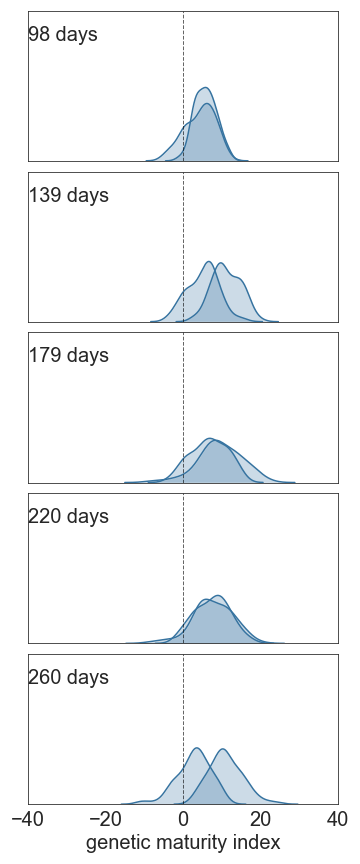 98 days
139 days
179 days
220 days
260 days
−40 −20 0 20 40
genetic maturity index